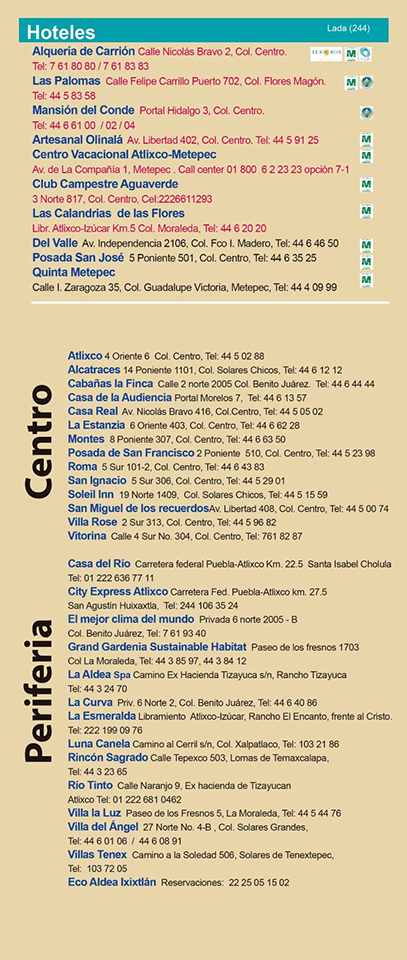 Hoteles Lada (244)
Alquería de Carrión Calle Nicolás Bravo 2, Col. Centro.
Tel: 7 61 80 80 / 7 61 83 83
Las Palomas Calle Felipe Carrillo Puerto 702, Col. Flores Magón.
Tel: 44 5 83 58
Mansión del Conde Portal Hidalgo 3, Col. Centro.
Tel: 44 6 61 00 / 02 / 04
Artesanal Olinalá Av. Libertad 402, Col. Centro. Tel: 44 5 91 25
Centro Vacacional Atlixco-Metepec
Av. de La Compañía 1, Metepec . Call center 01 800 6 2 23 23 opción 7-1
Club Campestre Aguaverde
3 Norte 817, Col. Centro, Cel:2226611293
Las Calandrias de las Flores
Libr. Atlixco-Izúcar Km.5 Col. Moraleda, Tel: 44 6 20 20
Del Valle Av. Independencia 2106, Col. Fco I. Madero, Tel: 44 6 46 50
Posada San José 5 Poniente 501, Col. Centro, Tel: 44 6 35 25
Quinta Metepec
Calle I. Zaragoza 35, Col. Guadalupe Victoria, Metepec, Tel: 44 4 09 99
Centro
Atlixco 4 Oriente 6 Col. Centro, Tel: 44 5 02 88
Alcatraces 14 Poniente 1101, Col. Solares Chicos, Tel: 44 6 12 12
Cabañas la Finca Calle 2 norte 2005 Col. Benito Juárez. Tel: 44 6 44 44
Casa de la Audiencia Portal Morelos 7, Tel: 44 6 13 57
Casa Real Av. Nicolás Bravo 416, Col.Centro, Tel: 44 5 05 02
La Estanzia 6 Oriente 403, Col. Centro, Tel: 44 6 62 28
Montes 8 Poniente 307, Col. Centro, Tel: 44 6 63 50
Posada de San Francisco 2 Poniente 510, Col. Centro, Tel: 44 5 23 98
Roma 5 Sur 101-2, Col. Centro, Tel: 44 6 43 83
San Ignacio 5 Sur 306, Col. Centro, Tel: 44 5 29 01
Soleil Inn 19 Norte 1409, Col. Solares Chicos, Tel: 44 5 15 59
San Miguel de los recuerdosAv. Libertad 408, Col. Centro, Tel: 44 5 00 74
Villa Rose 2 Sur 313, Col. Centro, Tel: 44 5 96 82
Vitorina Calle 4 Sur No. 304, Col. Centro, Tel: 761 82 87
Periferia
Casa del Río Carretera federal Puebla-Atlixco Km. 22.5 Santa Isabel Cholula
Tel: 01 222 636 77 11
City Express Atlixco Carretera Fed. Puebla-Atlixco km. 27.5
San Agustín Huixaxtla, Tel: 244 106 35 24
El mejor clima del mundo Privada 6 norte 2005 - B
Col. Benito Juárez, Tel: 7 61 93 40
Grand Gardenia Sustainable Habitat Paseo de los fresnos 1703
Col La Moraleda, Tel: 44 3 85 97, 44 3 84 12
La Aldea Spa Camino Ex Hacienda Tizayuca s/n, Rancho Tizayuca
Tel: 44 3 24 70
La Curva Priv. 6 Norte 2, Col. Benito Juárez, Tel: 44 6 40 86
La Esmeralda Libramiento Atlixco-Izúcar, Rancho El Encanto, frente al Cristo.
Tel: 222 199 09 76
Luna Canela Camino al Cerril s/n, Col. Xalpatlaco, Tel: 103 21 86
Rincón Sagrado Calle Tepexco 503, Lomas de Temaxcalapa,
Tel: 44 3 23 65
Río Tinto Calle Naranjo 9, Ex hacienda de Tizayucan
Atlixco Tel: 01 222 681 0462
Villa la Luz Paseo de los Fresnos 5, La Moraleda, Tel: 44 5 44 76
Villa del Ángel 27 Norte No. 4-B , Col. Solares Grandes,
Tel: 44 6 01 06 / 44 6 08 91
Villas Tenex Camino a la Soledad 506, Solares de Tenextepec,
Tel: 103 72 05
Eco Aldea Ixixtlán Reservaciones: 22 25 05 15 02